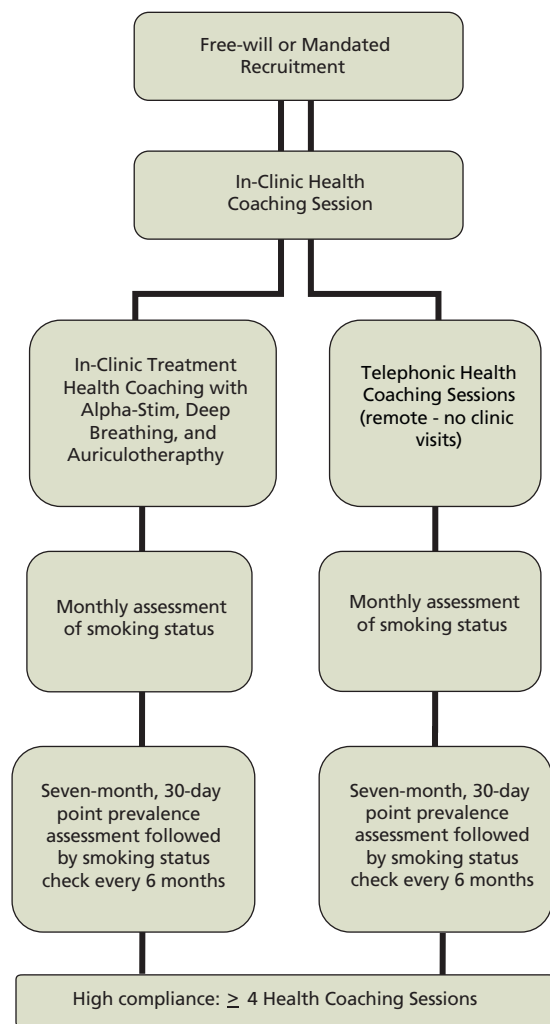 Free-will or Mandated
Recruitment
In-Clinic Health
Coaching Session
In-Clinic Treatment
Health Coaching with
Alpha-Stim, Deep
Breathing, and
Auriculotherapthy
Telephonic Health
Coaching Sessions
(remote - no clinic
visits)
Monthly assessment
of smoking status
Monthly assessment
of smoking status
Seven-month, 30-day
point prevalence
assessment followed
by smoking status
check every 6 months
Seven-month, 30-day
point prevalence
assessment followed
by smoking status
check every 6 months
High compliance: ≥ 4 Health Coaching Sessions